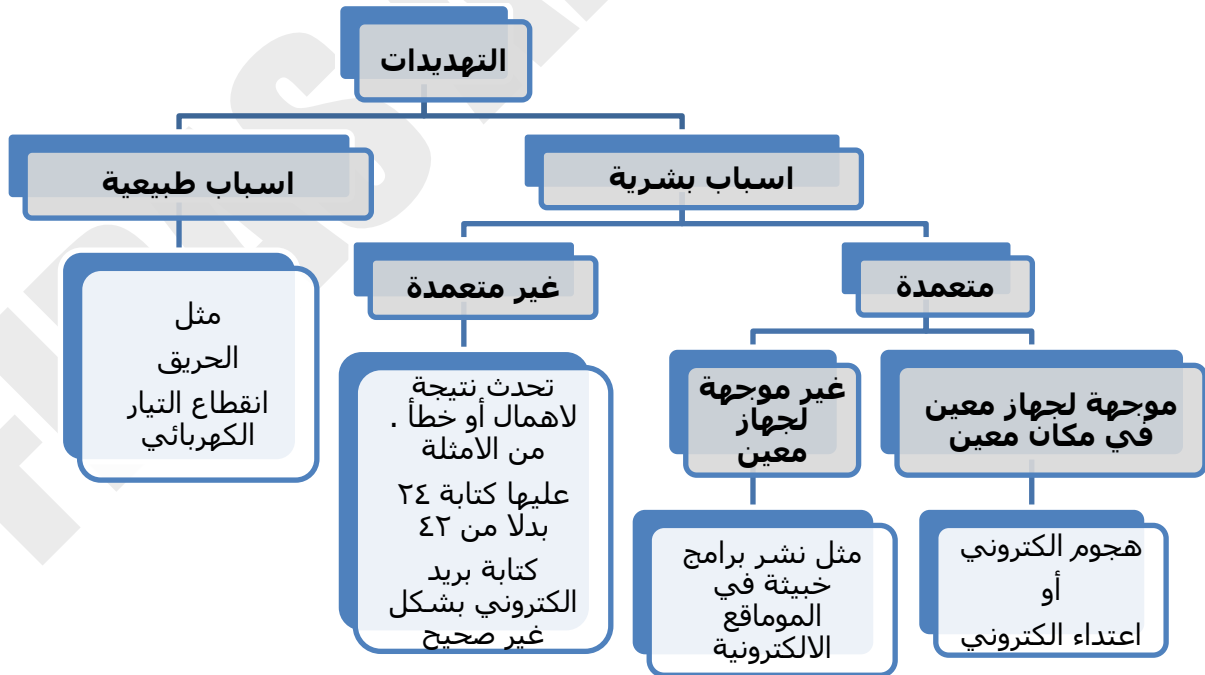 التهديدات
اسباب بشرية
اسباب طبيعية
متعمدة
غير متعمدة
موجهة لجهاز معين
في مكان معين
غير موجهة
لجهاز
معين
هجوم الكتروني
أو
اعتداء الكتروني
مثل نشر برامج
خبيثة في
الموماقع
الالكترونية
تحدث نتيجة
لاهمال أو خطأ .
من الامثلة
عليها كتابة ٢٤
بدلا من ٤٢
كتابة بريد
الكتروني بشكل
غير صحيح
مثل
الحريق
انقطاع التيار
الكهربائي